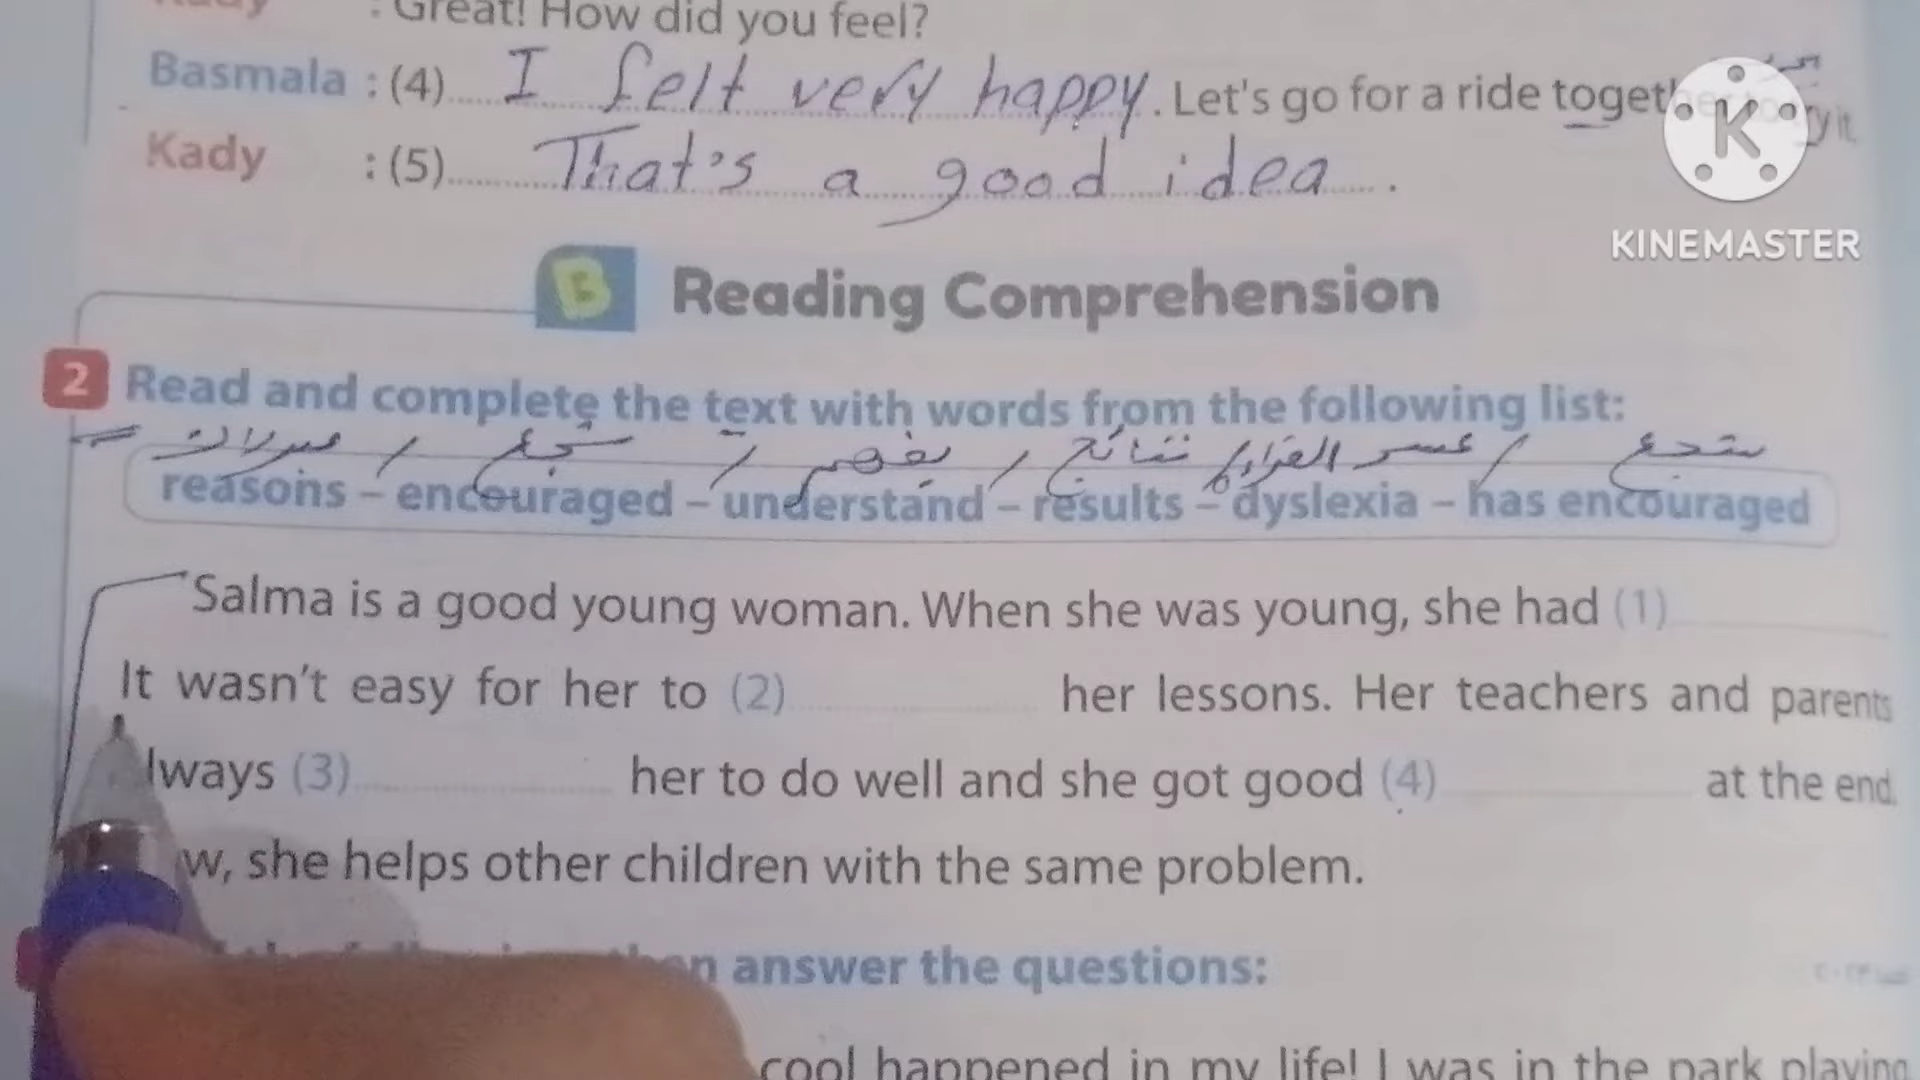 : Great! How did you feel?
Basmala : (4) I felt very happy. Let's go for a ride
Kady : (5) That's a good idea.
KINEMASTER
B Reading Comprehension
2 Read and complete the text with words from the following list:
reasons – encouraged – understand – results – dyslexia – has encouraged
Salma is a good young woman. When she was young, she had (1)
It wasn't easy for her to (2) her lessons. Her teachers and parents
lways (3) her to do well and she got good (4) at the end.
w, she helps other children with the same problem.
answer the questions:
cool happened in my life! I was in the park playing